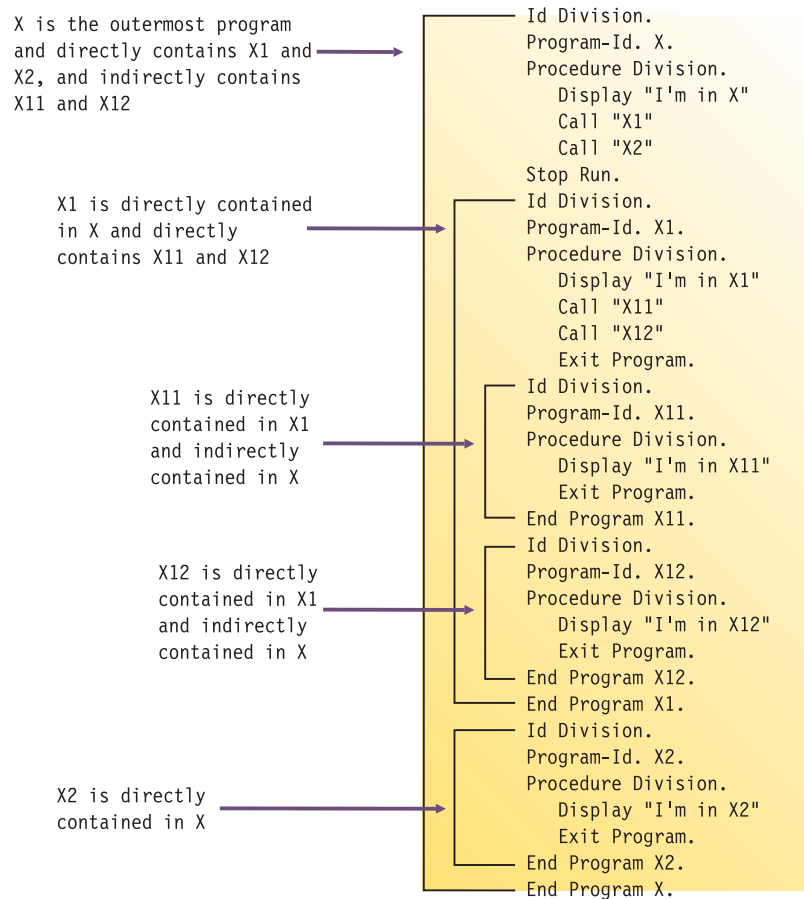 X is the outermost program
and directly contains X1 and
X2, and indirectly contains
X11 and X12
X1 is directly contained
in X and directly
contains X11 and X12
X11 is directly
contained in X1
and indirectly
contained in X
X12 is directly
contained in X1
and indirectly
contained in X
X2 is directly
contained in X
Id Division.
Program-Id. X.
Procedure Division.
Display "I'm in X"
Call "X1"
Call "X2"
Stop Run.
Id Division.
Program-Id. X1.
Procedure Division.
Display "I'm in X1"
Call "X11"
Call "X12"
Exit Program.
Id Division.
Program-Id. X11.
Procedure Division.
Display "I'm in X11"
Exit Program.
End Program X11.
Id Division.
Program-Id. X12.
Procedure Division.
Display "I'm in X12"
Exit Program.
End Program X12.
End Program X1.
Id Division.
Program-Id. X2.
Procedure Division.
Display "I'm in X2"
Exit Program.
End Program X2.
End Program X.